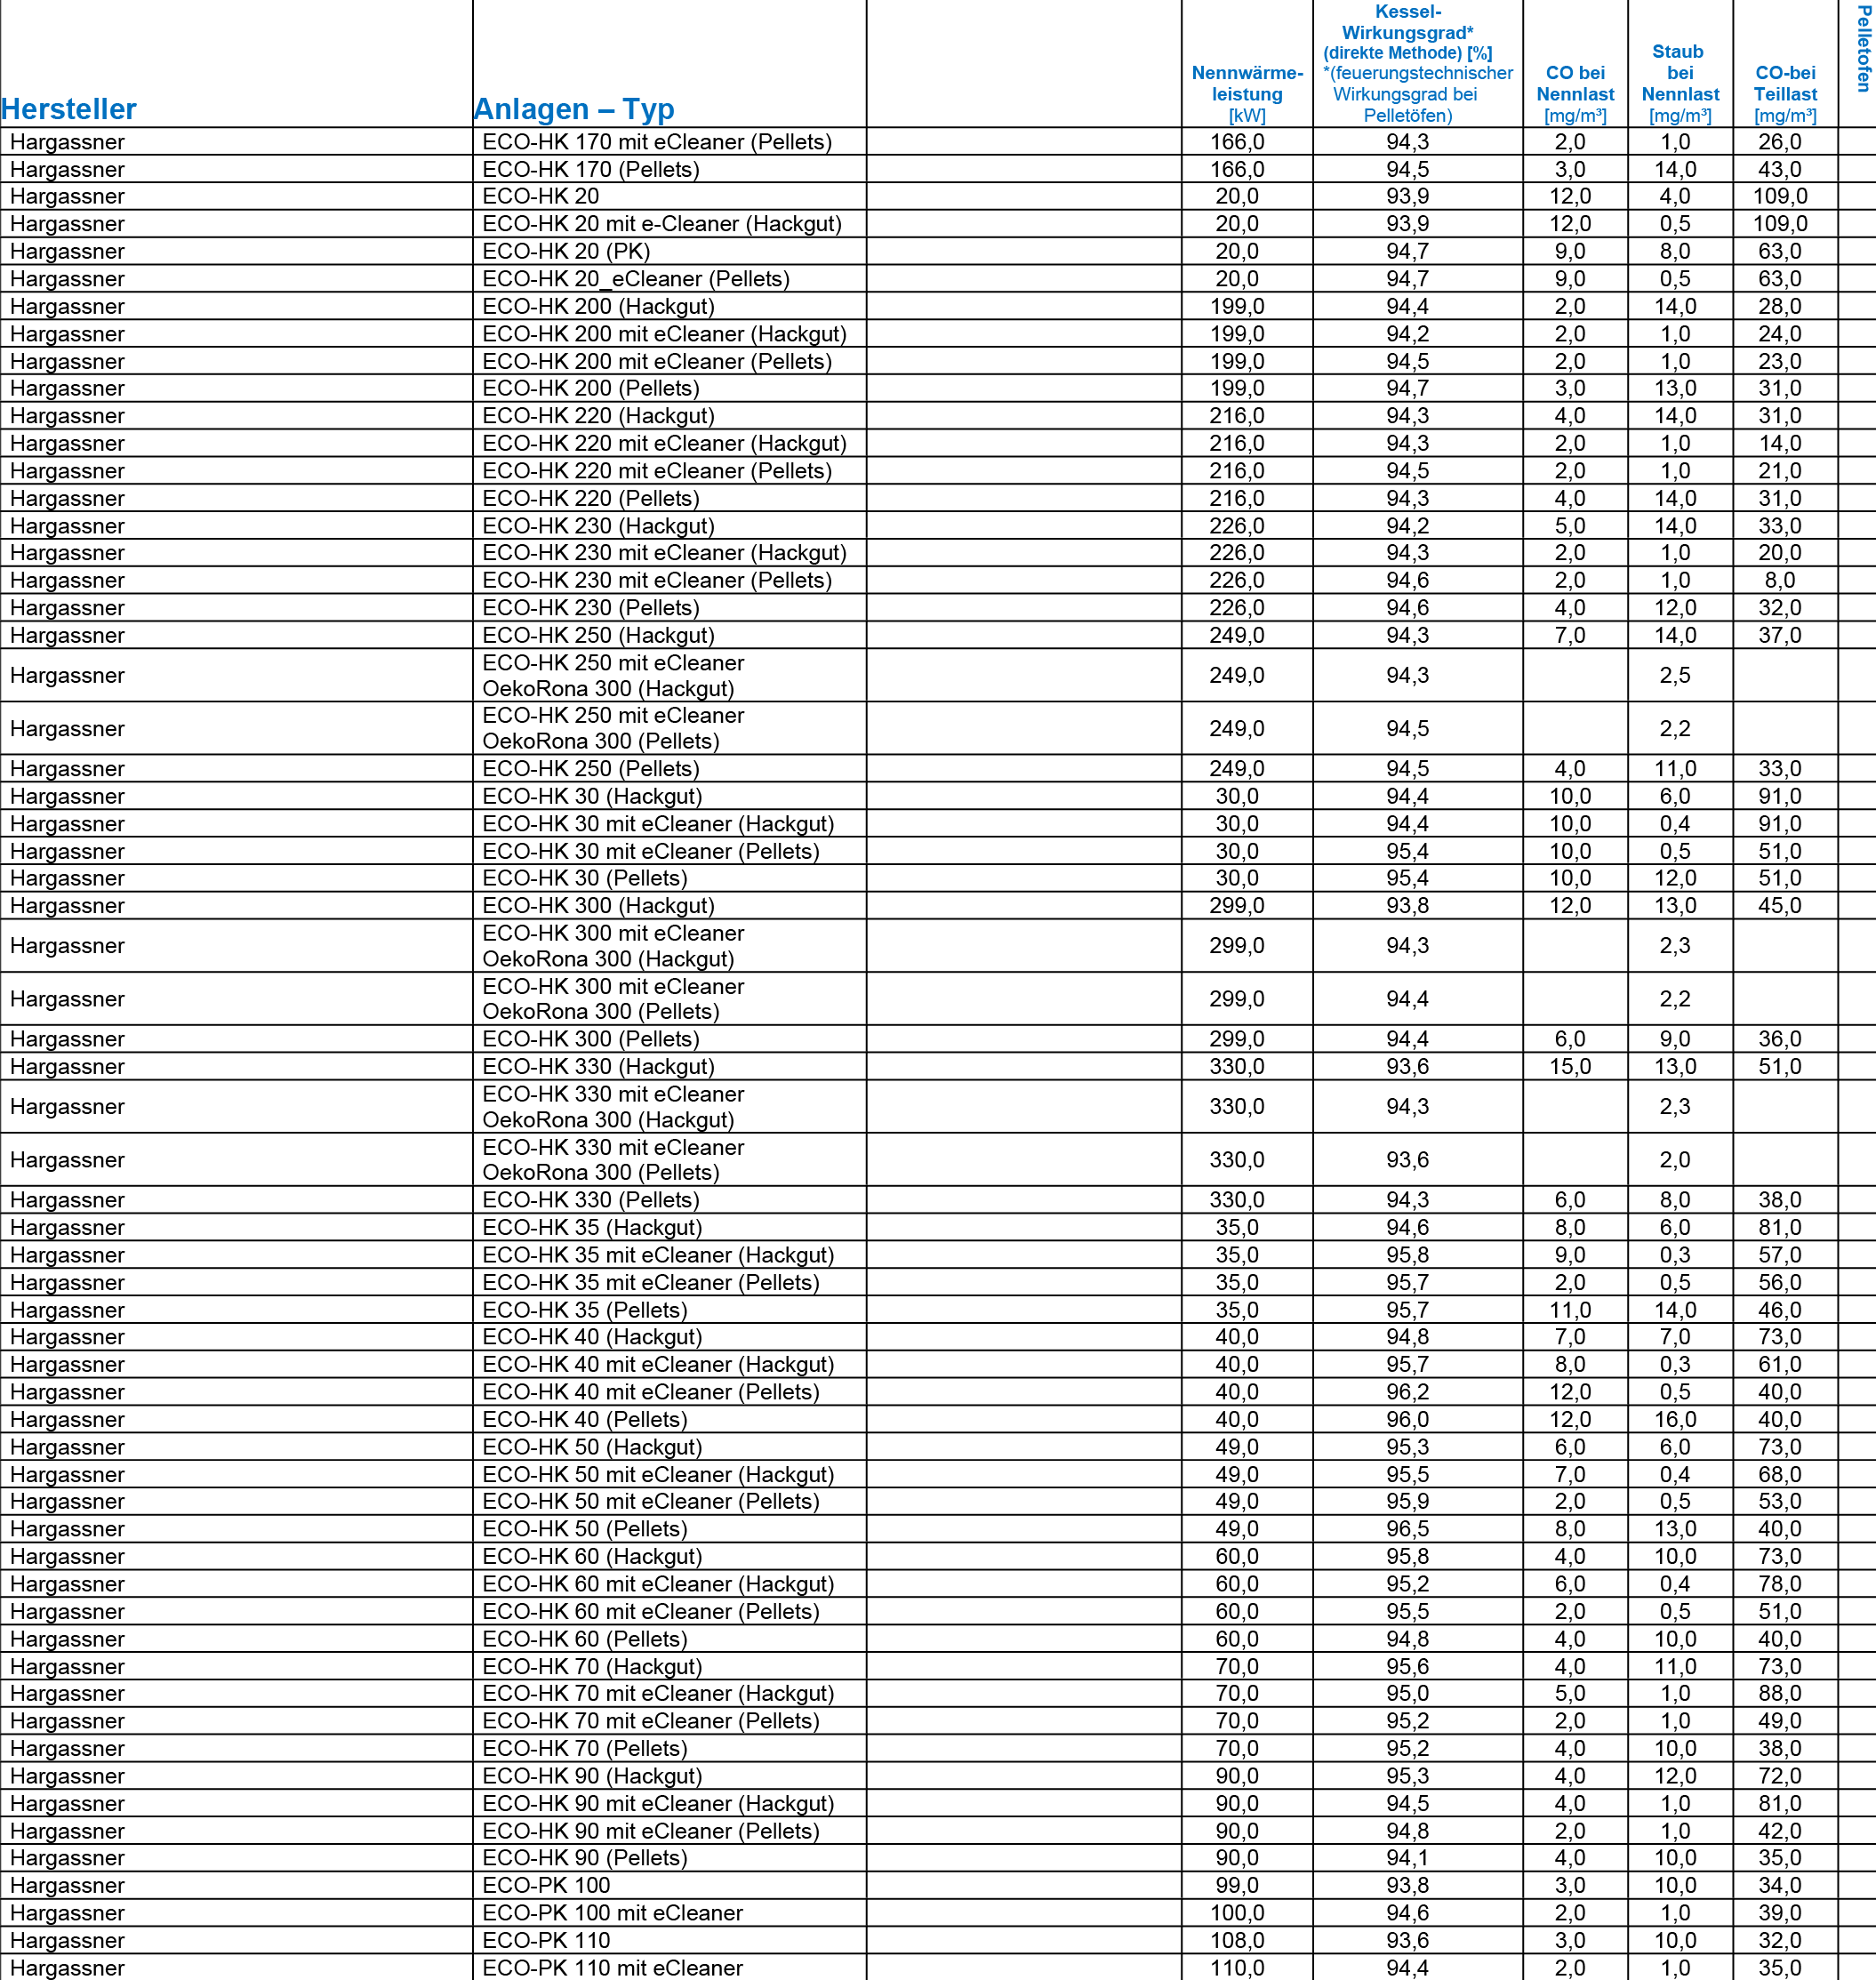 Hersteller
Anlagen – Typ
Nennwärme-
leistung
[kW]
Kessel-
Wirkungsgrad*
(direkte Methode) [%]
*(feuerungstechnischer
Wirkungsgrad bei
Pelletöfen)
CO bei
Nennlast
[mg/m³]
Staub
bei
Nennlast
[mg/m³]
CO-bei
Teillast
[mg/m³]
Pelletofen
Hargassner ECO-HK 170 mit eCleaner (Pellets) 166,0 94,3 2,0 1,0 26,0
Hargassner ECO-HK 170 (Pellets) 166,0 94,5 3,0 14,0 43,0
Hargassner ECO-HK 20 20,0 93,9 12,0 4,0 109,0
Hargassner ECO-HK 20 mit e-Cleaner (Hackgut) 20,0 93,9 12,0 0,5 109,0
Hargassner ECO-HK 20 (PK) 20,0 94,7 9,0 8,0 63,0
Hargassner ECO-HK 20_eCleaner (Pellets) 20,0 94,7 9,0 0,5 63,0
Hargassner ECO-HK 200 (Hackgut) 199,0 94,4 2,0 14,0 28,0
Hargassner ECO-HK 200 mit eCleaner (Hackgut) 199,0 94,2 2,0 1,0 24,0
Hargassner ECO-HK 200 mit eCleaner (Pellets) 199,0 94,5 2,0 1,0 23,0
Hargassner ECO-HK 200 (Pellets) 199,0 94,7 3,0 13,0 31,0
Hargassner ECO-HK 220 (Hackgut) 216,0 94,3 4,0 14,0 31,0
Hargassner ECO-HK 220 mit eCleaner (Hackgut) 216,0 94,3 2,0 1,0 14,0
Hargassner ECO-HK 220 mit eCleaner (Pellets) 216,0 94,5 2,0 1,0 21,0
Hargassner ECO-HK 220 (Pellets) 216,0 94,3 4,0 14,0 31,0
Hargassner ECO-HK 230 (Hackgut) 226,0 94,2 5,0 14,0 33,0
Hargassner ECO-HK 230 mit eCleaner (Hackgut) 226,0 94,3 2,0 1,0 20,0
Hargassner ECO-HK 230 mit eCleaner (Pellets) 226,0 94,6 2,0 1,0 8,0
Hargassner ECO-HK 230 (Pellets) 226,0 94,6 4,0 12,0 32,0
Hargassner ECO-HK 250 (Hackgut) 249,0 94,3 7,0 14,0 37,0
Hargassner ECO-HK 250 mit eCleaner
OekoRona 300 (Hackgut) 249,0 94,3 2,5
Hargassner ECO-HK 250 mit eCleaner
OekoRona 300 (Pellets) 249,0 94,5 2,2
Hargassner ECO-HK 250 (Pellets) 249,0 94,5 4,0 11,0 33,0
Hargassner ECO-HK 30 (Hackgut) 30,0 94,4 10,0 6,0 91,0
Hargassner ECO-HK 30 mit eCleaner (Hackgut) 30,0 94,4 10,0 0,4 91,0
Hargassner ECO-HK 30 mit eCleaner (Pellets) 30,0 95,4 10,0 0,5 51,0
Hargassner ECO-HK 30 (Pellets) 30,0 95,4 10,0 12,0 51,0
Hargassner ECO-HK 300 (Hackgut) 299,0 93,8 12,0 13,0 45,0
Hargassner ECO-HK 300 mit eCleaner
OekoRona 300 (Hackgut) 299,0 94,3 2,3
Hargassner ECO-HK 300 mit eCleaner
OekoRona 300 (Pellets) 299,0 94,4 2,2
Hargassner ECO-HK 300 (Pellets) 299,0 94,4 6,0 9,0 36,0
Hargassner ECO-HK 330 (Hackgut) 330,0 93,6 15,0 13,0 51,0
Hargassner ECO-HK 330 mit eCleaner
OekoRona 300 (Hackgut) 330,0 94,3 2,3
Hargassner ECO-HK 330 mit eCleaner
OekoRona 300 (Pellets) 330,0 93,6 2,0
Hargassner ECO-HK 330 (Pellets) 330,0 94,3 6,0 8,0 38,0
Hargassner ECO-HK 35 (Hackgut) 35,0 94,6 8,0 6,0 81,0
Hargassner ECO-HK 35 mit eCleaner (Hackgut) 35,0 95,8 9,0 0,3 57,0
Hargassner ECO-HK 35 mit eCleaner (Pellets) 35,0 95,7 2,0 0,5 56,0
Hargassner ECO-HK 35 (Pellets) 35,0 95,7 11,0 14,0 46,0
Hargassner ECO-HK 40 (Hackgut) 40,0 94,8 7,0 7,0 73,0
Hargassner ECO-HK 40 mit eCleaner (Hackgut) 40,0 95,7 8,0 0,3 61,0
Hargassner ECO-HK 40 mit eCleaner (Pellets) 40,0 96,2 12,0 0,5 40,0
Hargassner ECO-HK 40 (Pellets) 40,0 96,0 12,0 16,0 40,0
Hargassner ECO-HK 50 (Hackgut) 49,0 95,3 6,0 6,0 73,0
Hargassner ECO-HK 50 mit eCleaner (Hackgut) 49,0 95,5 7,0 0,4 68,0
Hargassner ECO-HK 50 mit eCleaner (Pellets) 49,0 95,9 2,0 0,5 53,0
Hargassner ECO-HK 50 (Pellets) 49,0 96,5 8,0 13,0 40,0
Hargassner ECO-HK 60 (Hackgut) 60,0 95,8 4,0 10,0 73,0
Hargassner ECO-HK 60 mit eCleaner (Hackgut) 60,0 95,2 6,0 0,4 78,0
Hargassner ECO-HK 60 mit eCleaner (Pellets) 60,0 95,5 2,0 0,5 51,0
Hargassner ECO-HK 60 (Pellets) 60,0 94,8 4,0 10,0 40,0
Hargassner ECO-HK 70 (Hackgut) 70,0 95,6 4,0 11,0 73,0
Hargassner ECO-HK 70 mit eCleaner (Hackgut) 70,0 95,0 5,0 1,0 88,0
Hargassner ECO-HK 70 mit eCleaner (Pellets) 70,0 95,2 2,0 1,0 49,0
Hargassner ECO-HK 70 (Pellets) 70,0 95,2 4,0 10,0 38,0
Hargassner ECO-HK 90 (Hackgut) 90,0 95,3 4,0 12,0 72,0
Hargassner ECO-HK 90 mit eCleaner (Hackgut) 90,0 94,5 4,0 1,0 81,0
Hargassner ECO-HK 90 mit eCleaner (Pellets) 90,0 94,8 2,0 1,0 42,0
Hargassner ECO-HK 90 (Pellets) 90,0 94,1 4,0 10,0 35,0
Hargassner ECO-PK 100 99,0 93,8 3,0 10,0 34,0
Hargassner ECO-PK 100 mit eCleaner 100,0 94,6 2,0 1,0 39,0
Hargassner ECO-PK 110 108,0 93,6 3,0 10,0 32,0
Hargassner ECO-PK 110 mit eCleaner 110,0 94,4 2,0 1,0 35,0